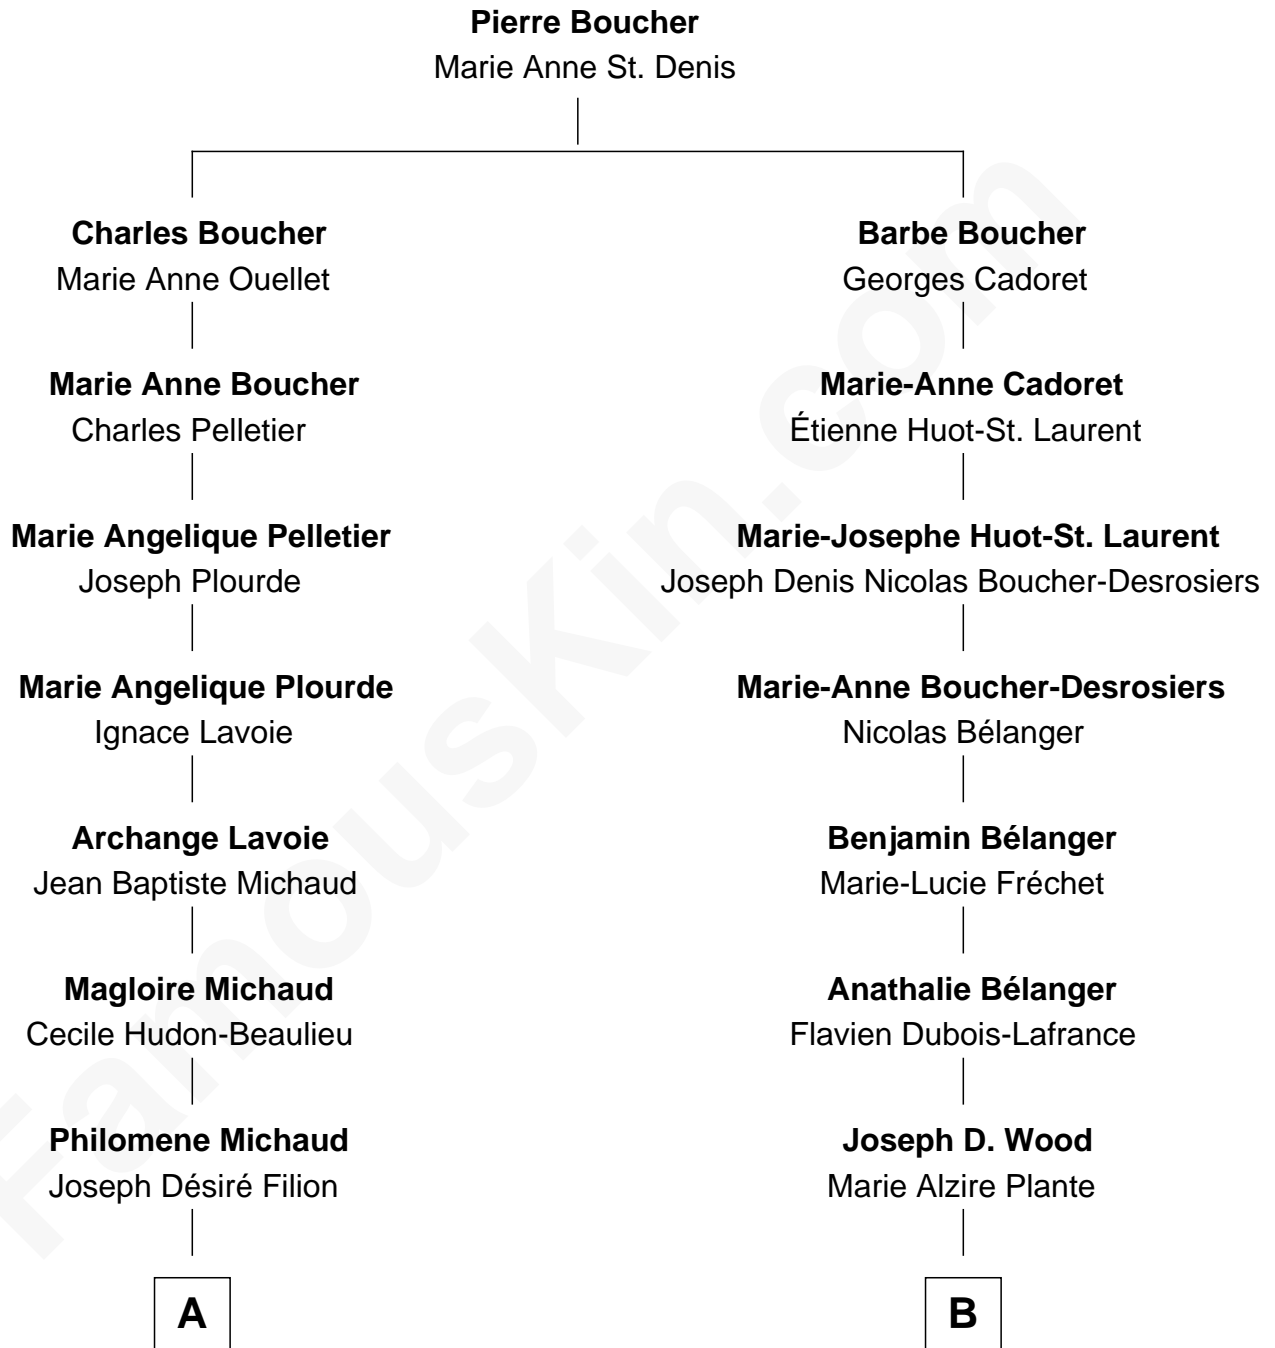 Pierre Boucher
Marie Anne St. Denis
Charles Boucher
Marie Anne Ouellet
Marie Anne Boucher
Charles Pelletier
Marie Angelique Pelletier
Joseph Plourde
Marie Angelique Plourde
Ignace Lavoie
Archange Lavoie
Jean Baptiste Michaud
Magloire Michaud
Cecile Hudon-Beaulieu
Philomene Michaud
Joseph Désiré Filion
A
Barbe Boucher
Georges Cadoret
Marie-Anne Cadoret
Étienne Huot-St. Laurent
Marie-Josephe Huot-St. Laurent
Joseph Denis Nicolas Boucher-Desrosiers
Marie-Anne Boucher-Desrosiers
Nicolas Bélanger
Benjamin Bélanger
Marie-Lucie Fréchet
Anathalie Bélanger
Flavien Dubois-Lafrance
Joseph D. Wood
Marie Alzire Plante
B
FamousKin.com